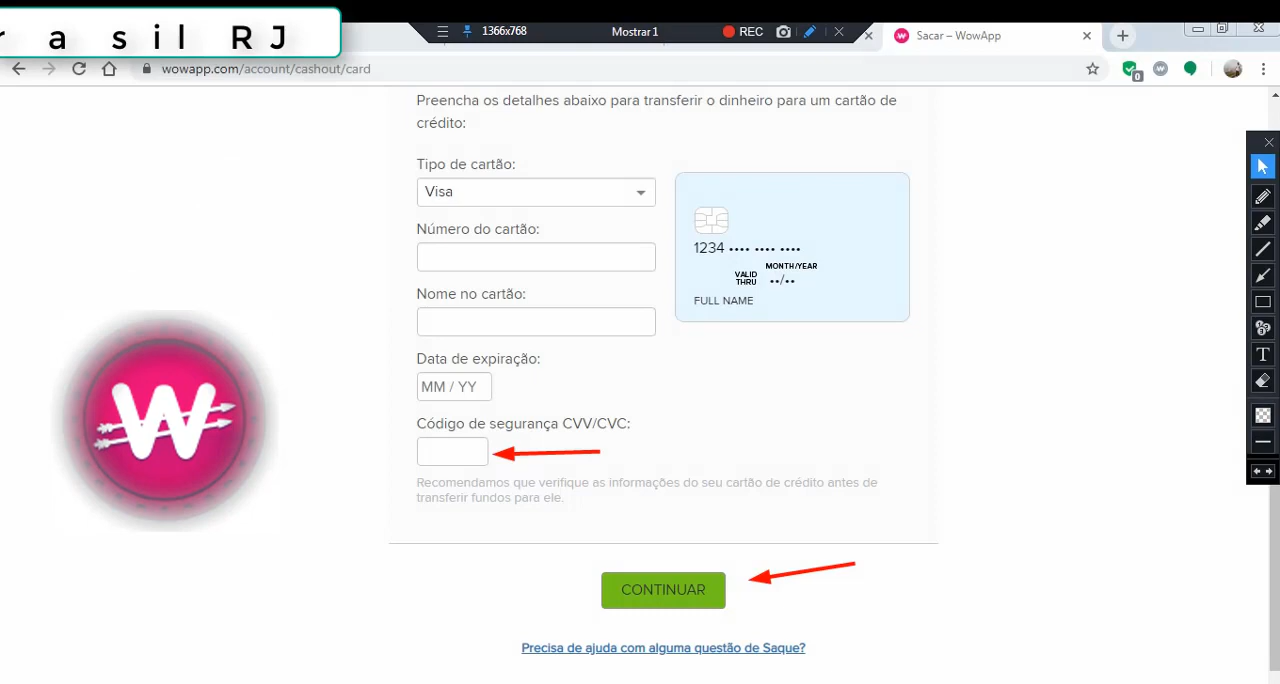 r a s i l R J
1366x768
Mostrar1
REC
Sacar – WowApp
wowapp.com/account/cashout/card
0
Preencha os detalhes abaixo para transferir o dinheiro para um cartão de
crédito:
Tipo de cartão:
Visa
Número do cartão:
1234 •••• •••• ••••
MONTH/YEAR
VALID
THRU
••/••
FULL NAME
Nome no cartão:
Data de expiração:
MM / YY
Código de segurança CVV/CVC:
Recomendamos que verifique as informações do seu cartão de crédito antes de
transferir fundos para ele.
W
CONTINUAR
Precisa de ajuda com alguma questão de Saque?
T